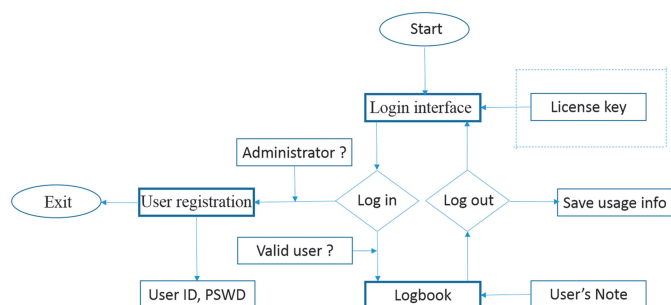 Start
Login interface
License key
Administrator ?
Exit
User registration
Log in
Log out
Save usage info
Valid user ?
User ID, PSWD
Logbook
User's Note